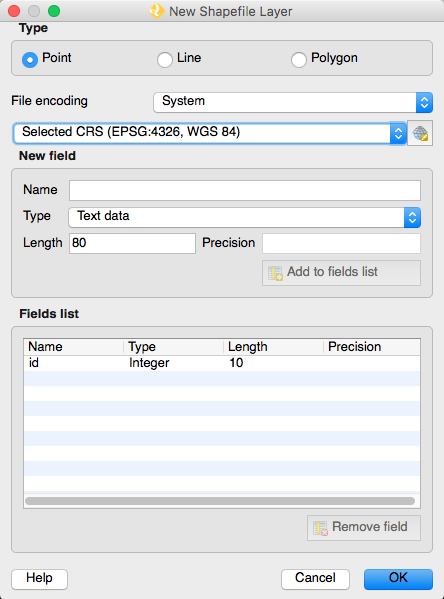 New Shapefile Layer
Type
Point Line Polygon
File encoding System
Selected CRS (EPSG:4326, WGS 84)
New field
Name
Type Text data
Length 80 Precision
Add to fields list
Fields list
Name Type Length Precision
id Integer 10
Remove field
Help Cancel OK